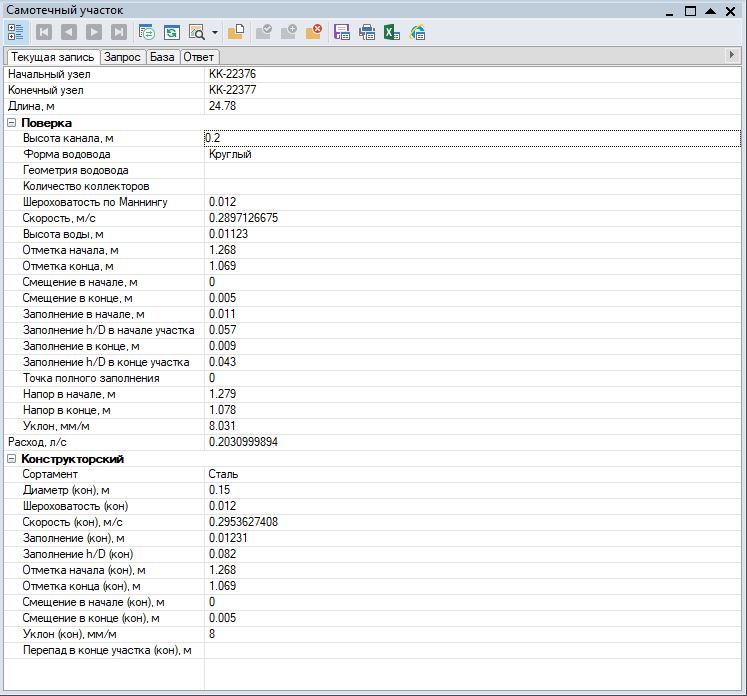 Самотечный участок
Текущая запись Запрос База Ответ
Начальный узел КК-22376
Конечный узел КК-22377
Длина, м 24.78
Поверка
Высота канала, м 0.2
Форма водовода Круглый
Геометрия водовода
Количество коллекторов
Шероховатость по Маннингу 0.012
Скорость, м/с 0.2897126675
Высота воды, м 0.01123
Отметка начала, м 1.268
Отметка конца, м 1.069
Смещение в начале, м 0
Смещение в конце, м 0.005
Заполнение в начале, м 0.011
Заполнение h/D в начале участка 0.057
Заполнение в конце, м 0.009
Заполнение h/D в конце участка 0.043
Точка полного заполнения 0
Напор в начале, м 1.279
Напор в конце, м 1.078
Уклон, мм/м 8.031
Расход, л/с 0.2030999894
Конструкторский
Сортамент Сталь
Диаметр (кон), м 0.15
Шероховатость (кон) 0.012
Скорость (кон), м/с 0.2953627408
Заполнение (кон), м 0.01231
Заполнение h/D (кон) 0.082
Отметка начала (кон), м 1.268
Отметка конца (кон), м 1.069
Смещение в начале (кон), м 0
Смещение в конце (кон), м 0.005
Уклон (кон), мм/м 8
Перепад в конце участка (кон), м